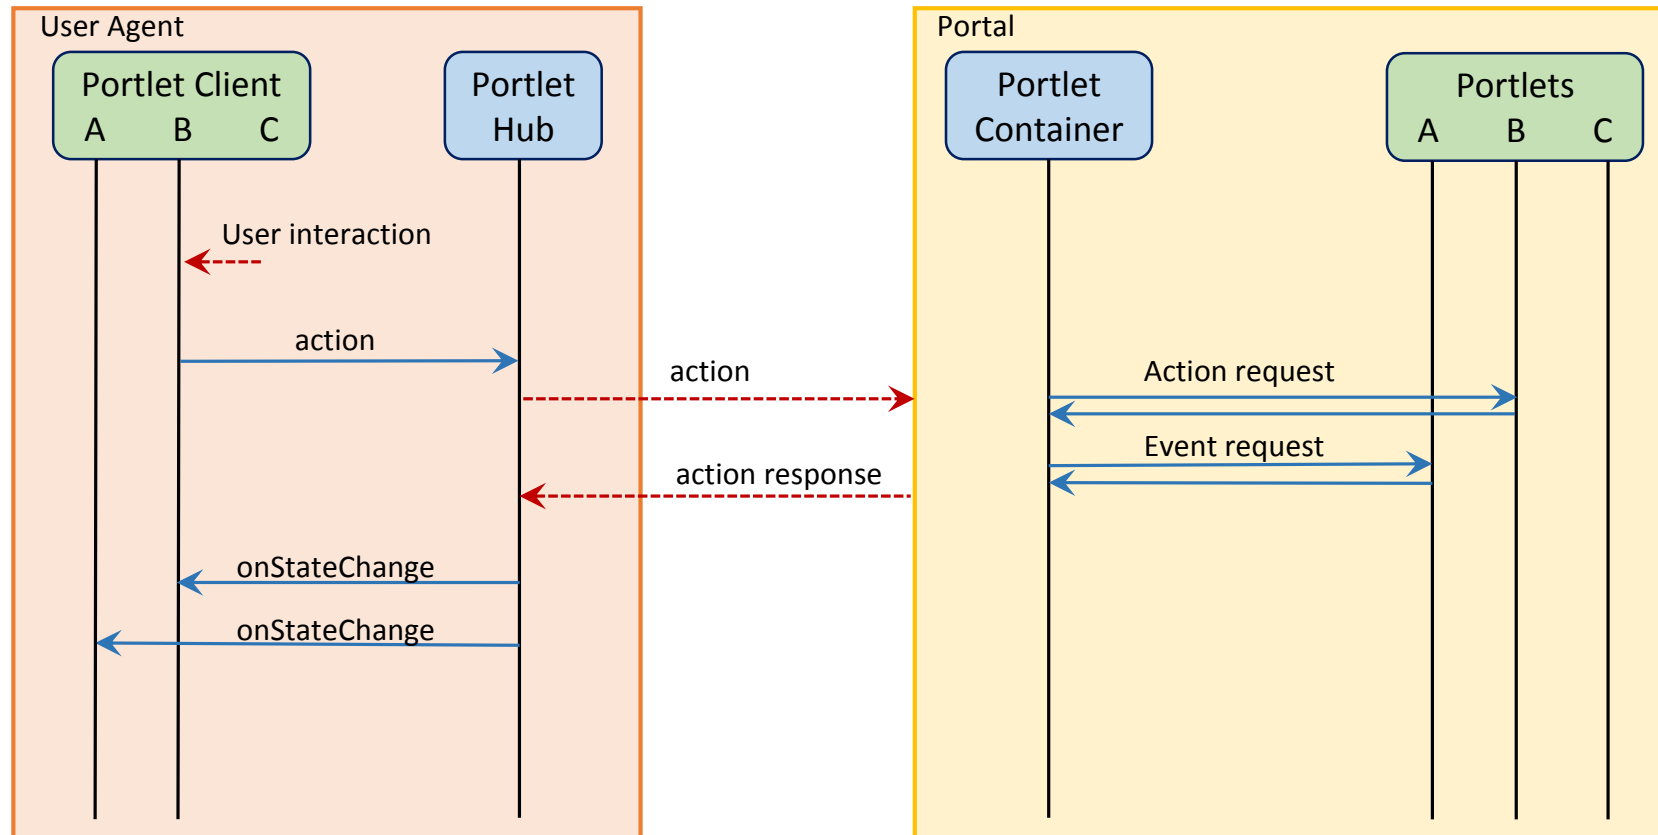 User Agent
Portlet Client
A B C
Portlet
Hub
Portal
Portlet
Container
Portlets
A B C
User interaction
action
action
Action request
Event request
action response
onStateChange
onStateChange